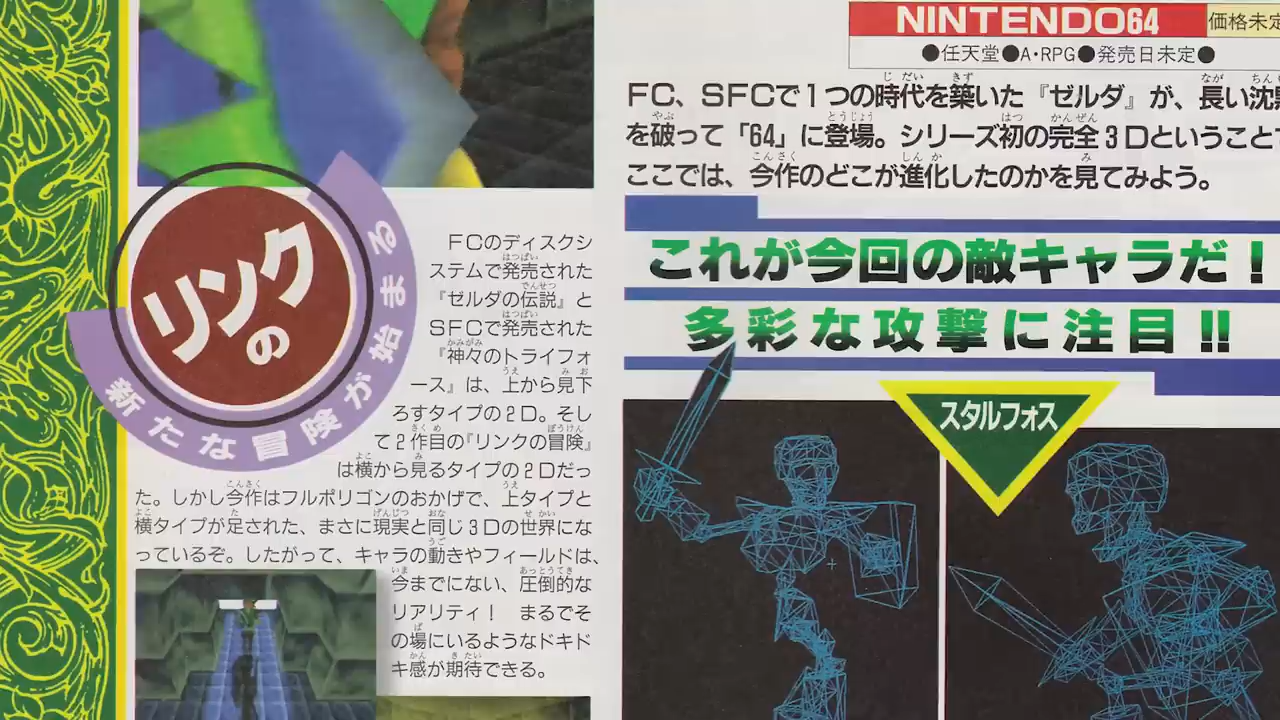 NINTENDO64
価格未定
●任天堂●A・RPG●発売日未定●
FC、SFCで1つの時代を築いた『ゼルダ』が、長い沈黙
を破って「64」に登場。シリーズ初の完全3Dということ
ここでは、今作のどこが進化したのかを見てみよう。
リンクの
新たな冒険が始まる
FCのディスクシ
ステムで発売された
『ゼルダの伝説』と
SFCで発売された
『神々のトライフォ
ース』は、上から見下
ろすタイプの2D。そし
て2作目の『リンクの冒険』
は横から見るタイプの2Dだっ
た。しかし今作はフルポリゴンのおかげで、上タイプと
横タイプが足された、まさに現実と同じ3Dの世界にな
っているぞ。したがって、キャラの動きやフィールドは、
今までにない、圧倒的な
リアリティ！ まるでそ
の場にいるようなドキド
キ感が期待できる。
これが今回の敵キャラだ！
多彩な攻撃に注目!!
スタルフォス